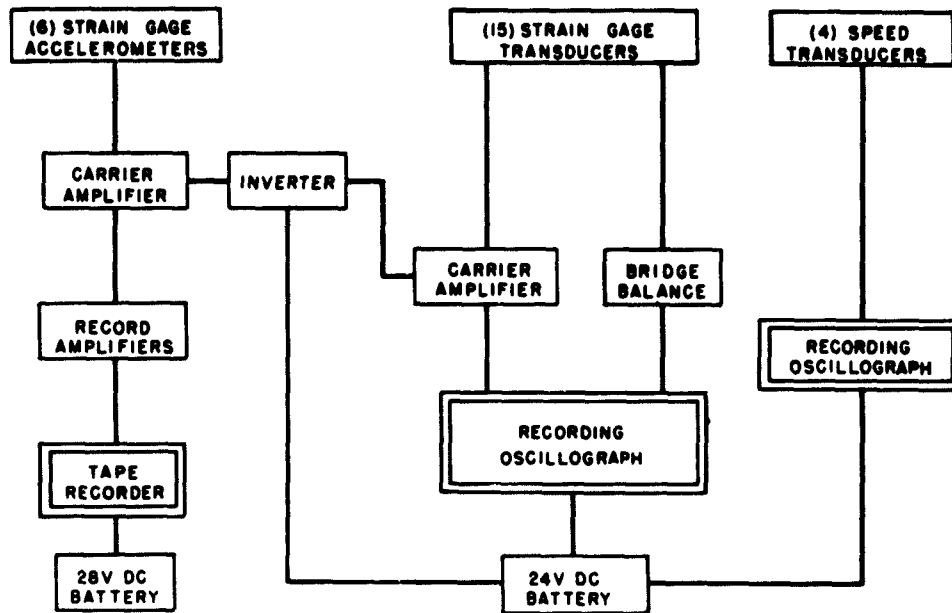 (6) STRAIN GAGE
ACCELEROMETERS
(15) STRAIN GAGE
TRANSDUCERS
(4) SPEED
TRANSDUCERS
CARRIER
AMPLIFIER
INVERTER
CARRIER
AMPLIFIER
BRIDGE
BALANCE
RECORD
AMPLIFIERS
RECORDING
OSCILLOGRAPH
RECORDING
OSCILLOGRAPH
TAPE
RECORDER
28V DC
BATTERY
24V DC
BATTERY